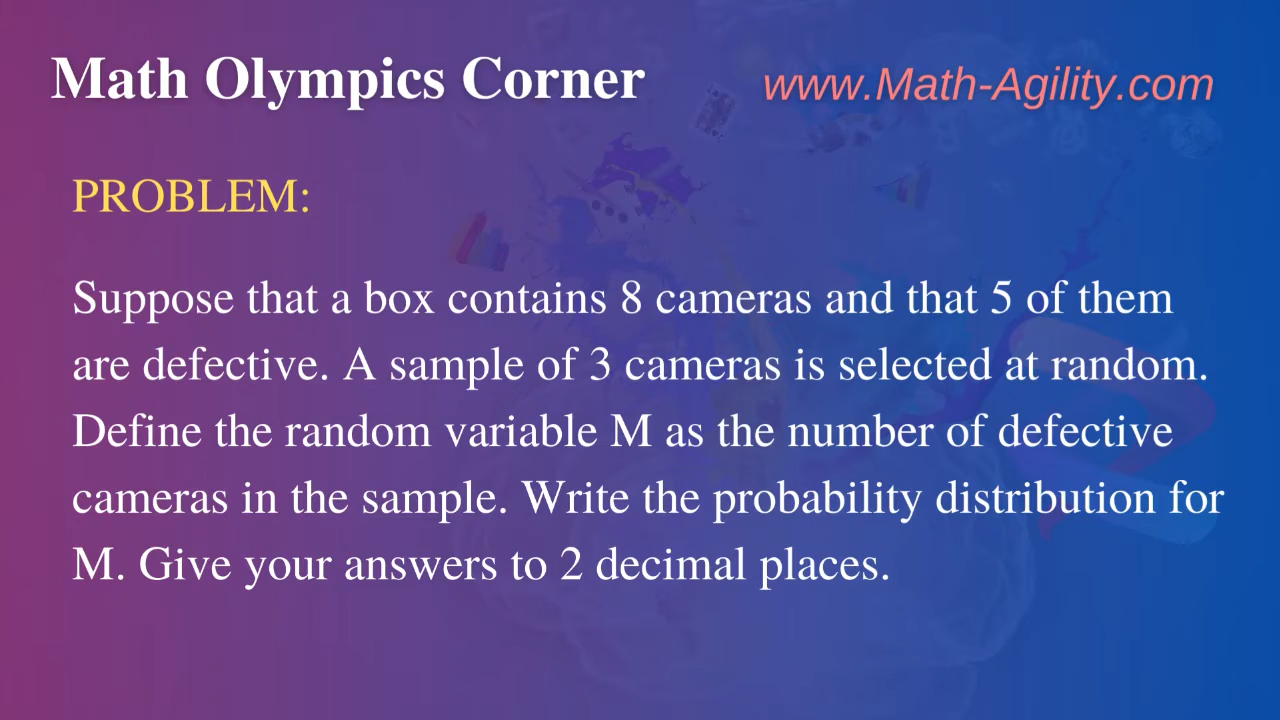 Math Olympics Corner
www.Math-Agility.com
PROBLEM:
Suppose that a box contains 8 cameras and that 5 of them
are defective. A sample of 3 cameras is selected at random.
Define the random variable M as the number of defective
cameras in the sample. Write the probability distribution for
M. Give your answers to 2 decimal places.